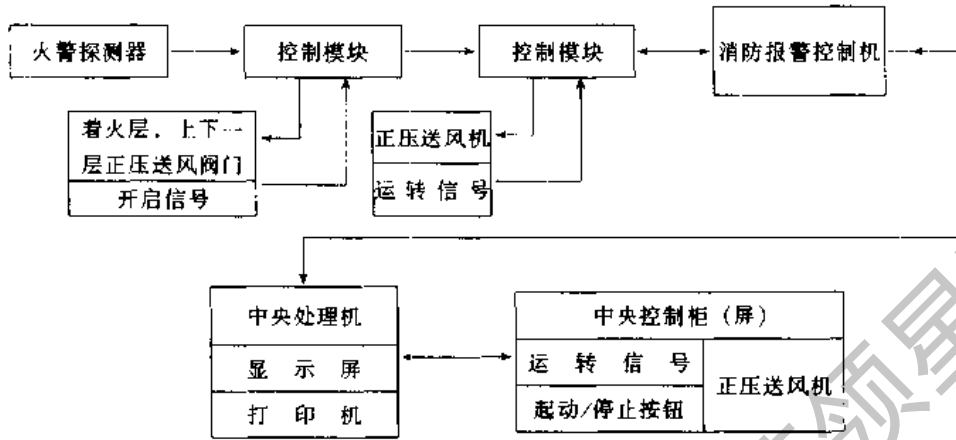 火警探测器
控制模块
控制模块
消防报警控制机
着火层，上下一
层正压送风阀门
开启信号
正压送风机
运转信号
中央处理机
显示屏
打印机
中央控制柜（屏）
运转信号
起动/停止按钮
正压送风机
领星